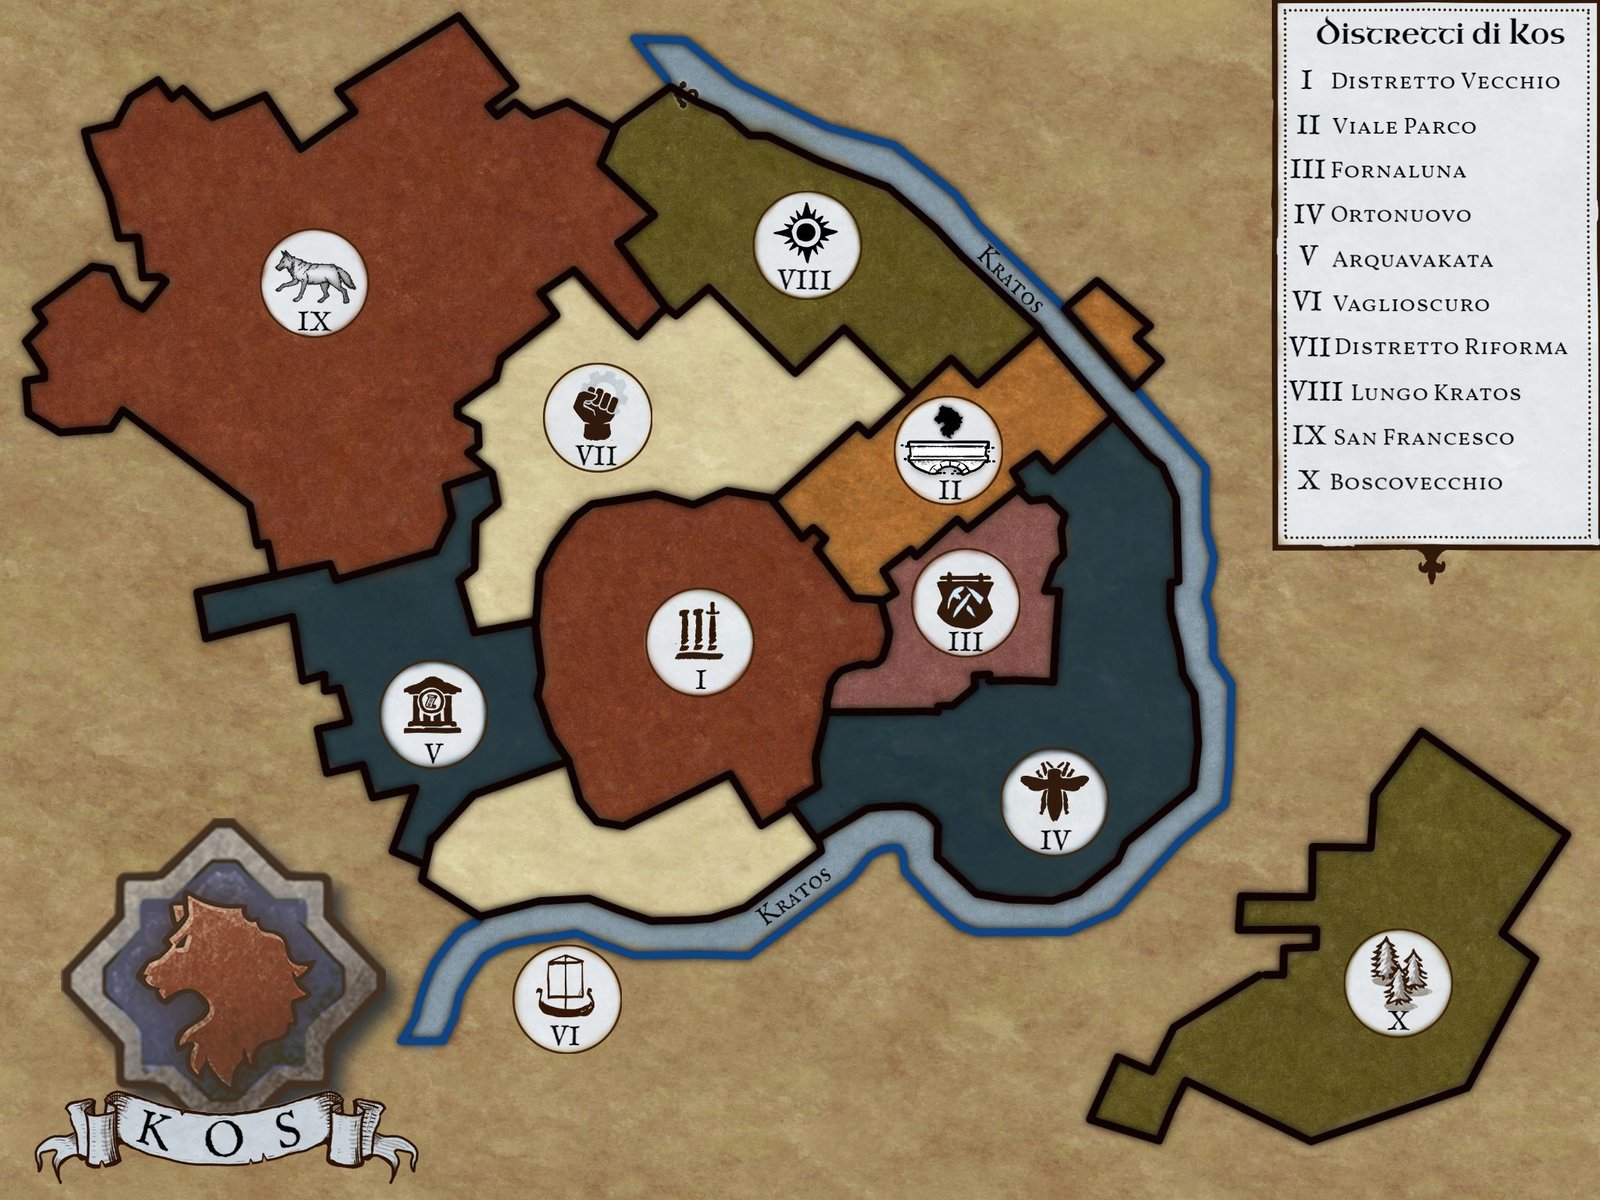 Distretti di Kos
I Distretto Vecchio
II Viale Parco
III Fornaluna
IV Ortonuovo
V Arquavakata
VI Vaglioscuro
VII Distretto Riforma
VIII Lungo Kratos
IX San Francesco
X Boscovecchio
Kratos
VIII
IX
VII
II
III
I
V
IV
Kratos
VI
X
KOS